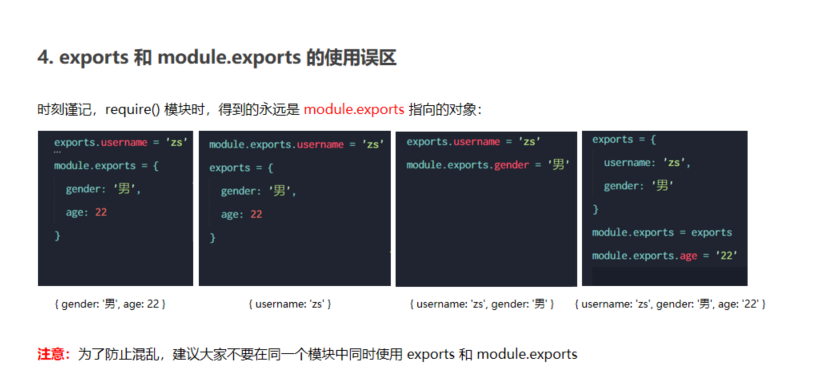 4. exports 和 module.exports 的使用误区
时刻谨记，require() 模块时，得到的永远是 module.exports 指向的对象：
exports.username = 'zs'
module.exports = {
gender: '男',
age: 22
}
{ gender: '男', age: 22 }
module.exports.username = 'zs'
exports = {
gender: '男',
age: 22
}
{ username: 'zs' }
exports.username = 'zs'
module.exports.gender = '男'
{ username: 'zs', gender: '男' }
exports = {
username: 'zs',
gender: '男'
}
module.exports = exports
module.exports.age = '22'
{ username: 'zs', gender: '男', age: '22' }
注意：为了防止混乱，建议大家不要在同一个模块中同时使用 exports 和 module.exports